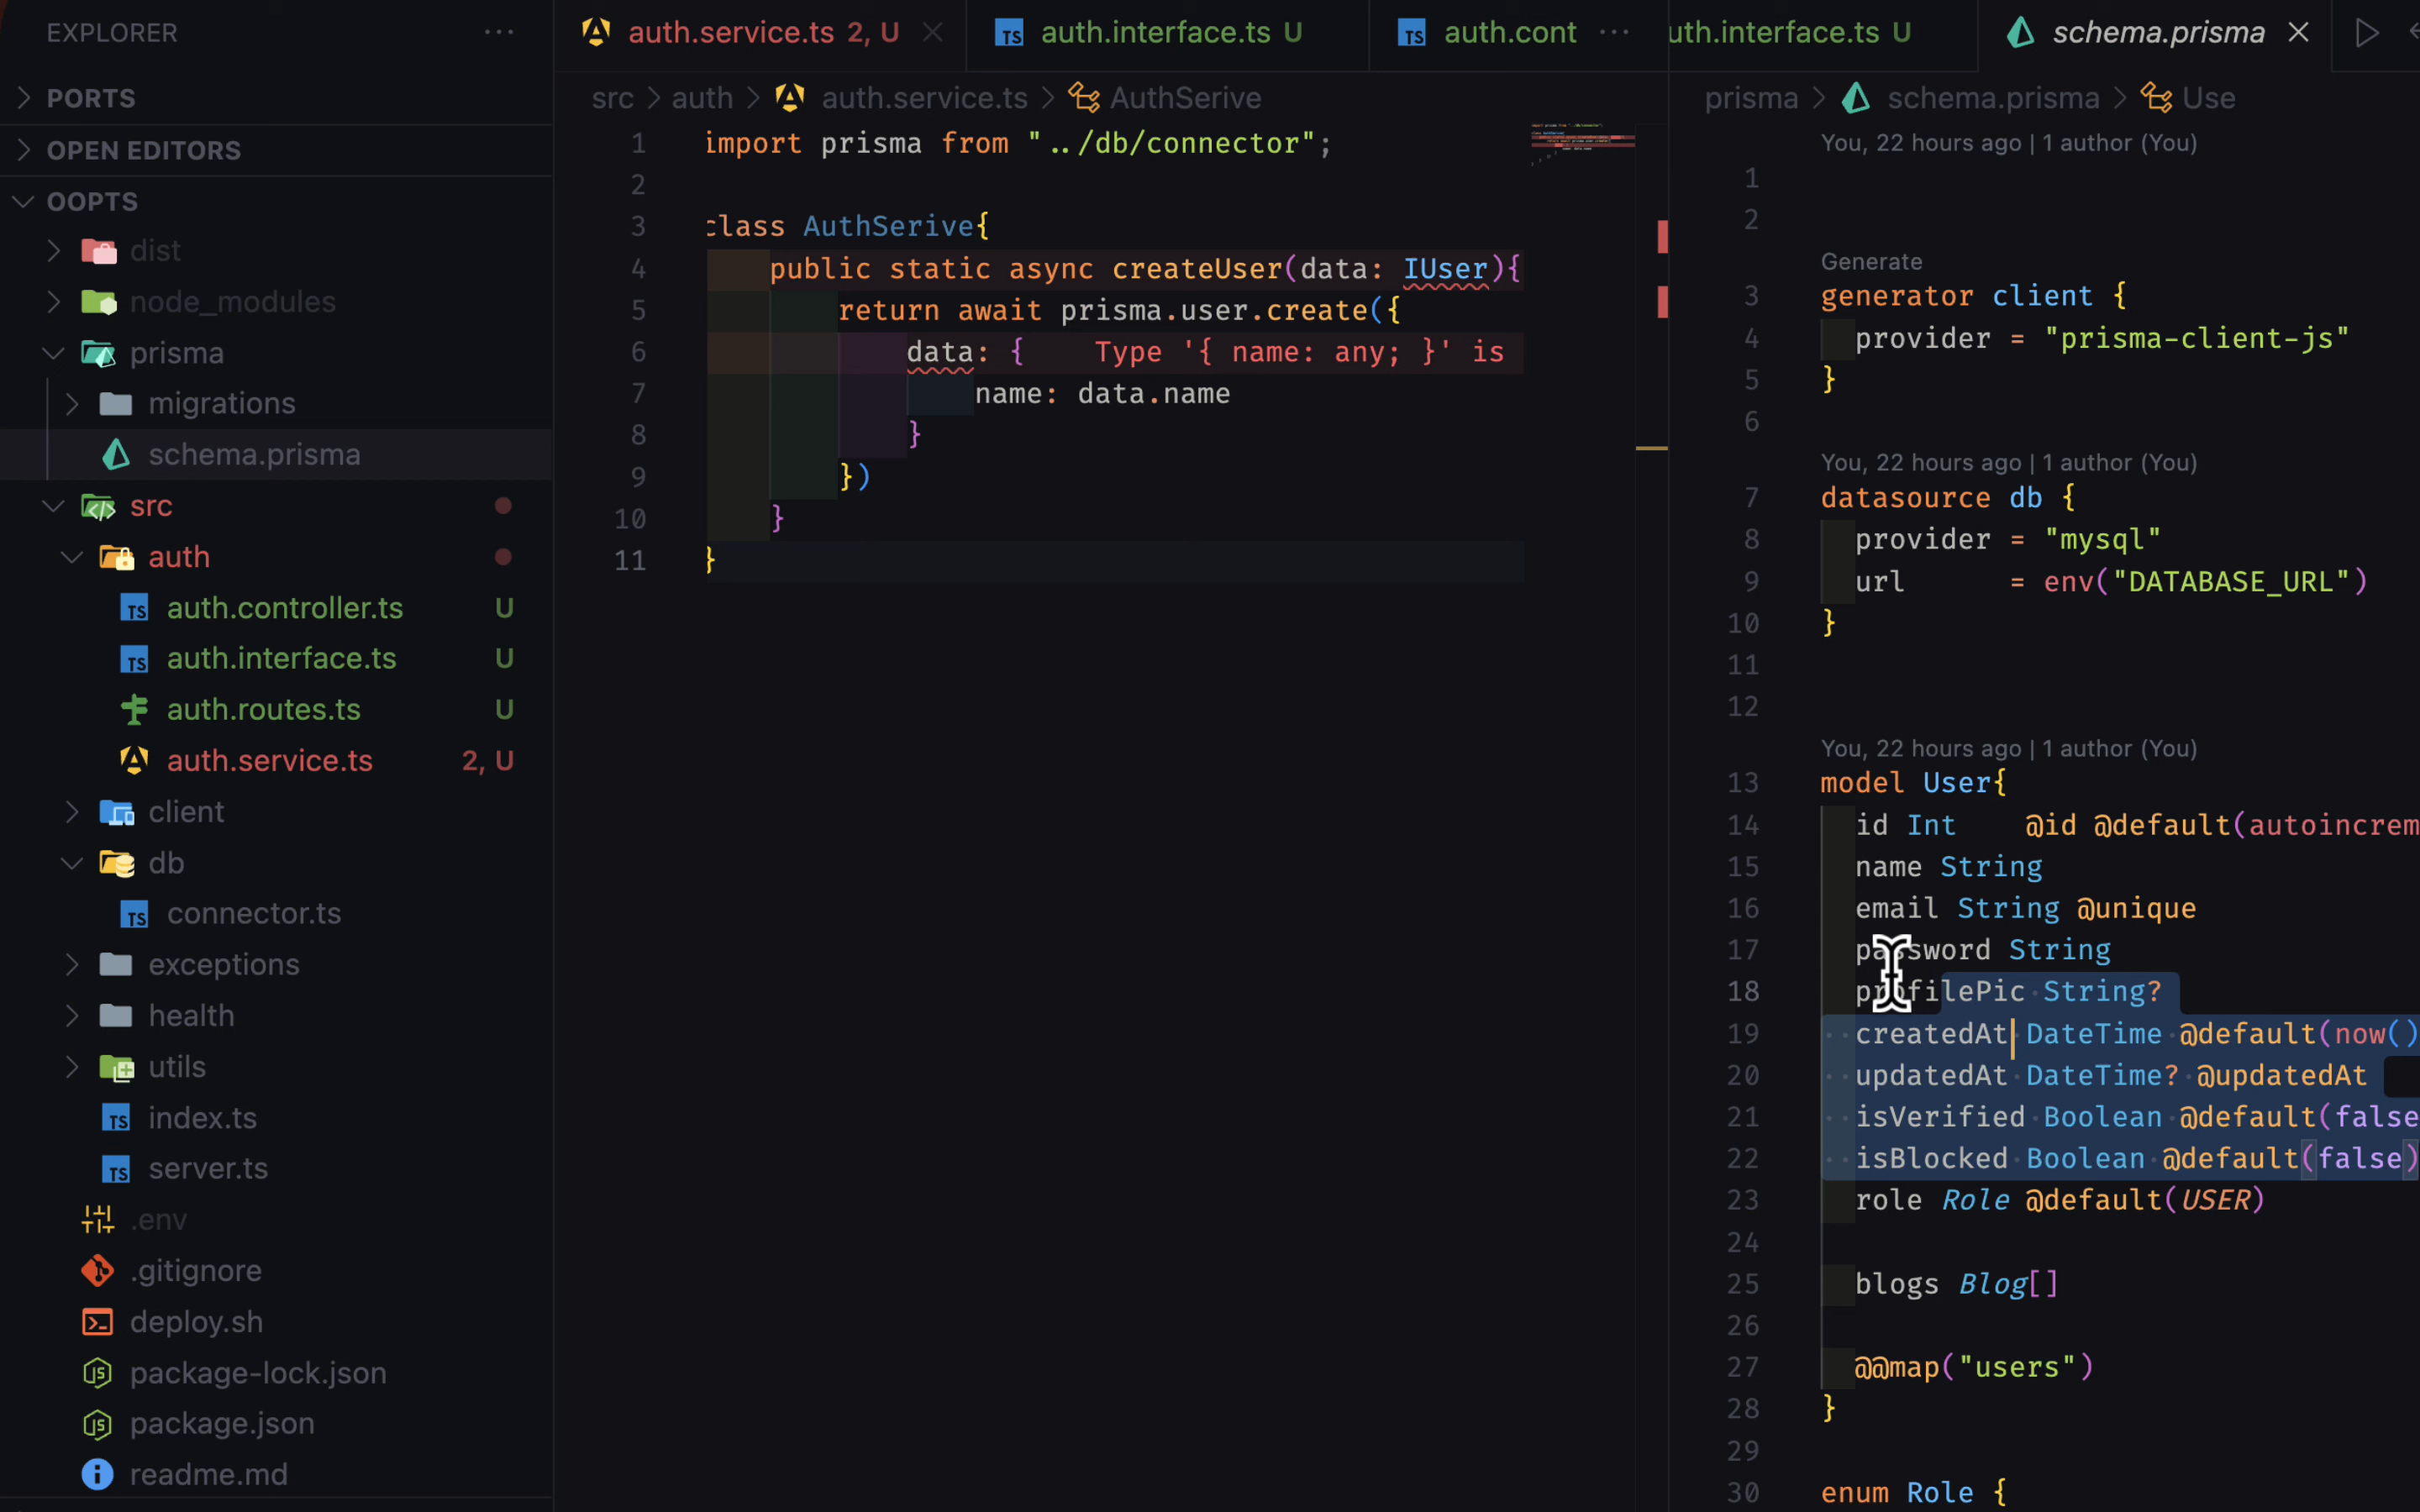 EXPLORER
PORTS
OPEN EDITORS
OOPTS
dist
node_modules
prisma
migrations
schema.prisma
src
auth
auth.controller.ts U
auth.interface.ts U
auth.routes.ts U
auth.service.ts 2, U
client
db
connector.ts
exceptions
health
utils
index.ts
server.ts
.env
.gitignore
deploy.sh
package-lock.json
package.json
readme.md
auth.service.ts 2, U
auth.interface.ts U
auth.cont
src > auth > auth.service.ts > AuthSerive
1 import prisma from "../db/connector";
2
3 class AuthSerive{
4 public static async createUser(data: IUser){
5 return await prisma.user.create({
6 data: { Type '{ name: any; }' is
7 name: data.name
8 }
9 })
10 }
11 }
uth.interface.ts U
schema.prisma
prisma > schema.prisma > Use
You, 22 hours ago | 1 author (You)
1
2
Generate
3 generator client {
4 provider = "prisma-client-js"
5 }
6
You, 22 hours ago | 1 author (You)
7 datasource db {
8 provider = "mysql"
9 url = env("DATABASE_URL")
10 }
11
12
You, 22 hours ago | 1 author (You)
13 model User{
14 id Int @id @default(autoincrem
15 name String
16 email String @unique
17 password String
18 profilePic String?
19 createdAt DateTime @default(now()
20 updatedAt DateTime? @updatedAt
21 isVerified Boolean @default(false
22 isBlocked Boolean @default(false)
23 role Role @default(USER)
24
25 blogs Blog[]
26
27 @@map("users")
28 }
29
30 enum Role {